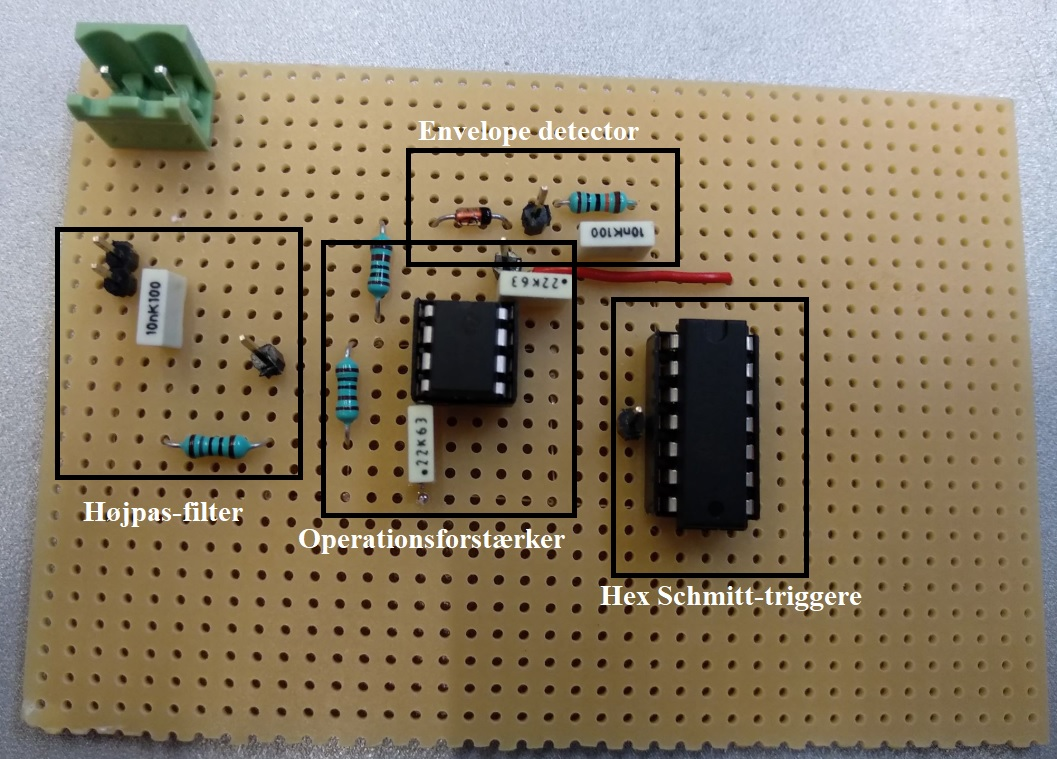 Envelope detector
10nK100
.22K63
10nK100
.22K63
Højpas-filter
Operationsforstærker
Hex Schmitt-triggere